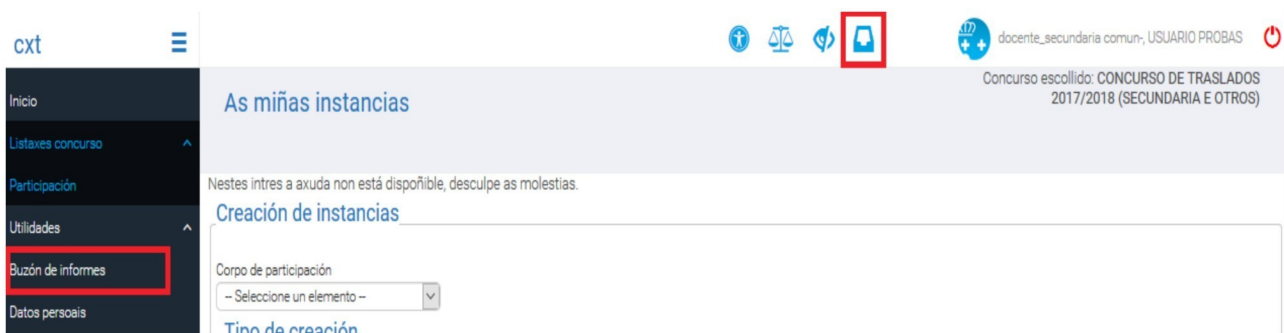 cxt
docente_secundaria comun-, USUARIO PROBAS
Inicio
Listaxes concurso
Participación
Utilidades
Buzón de informes
Datos persoais
As miñas instancias
Concurso escollido: CONCURSO DE TRASLADOS
2017/2018 (SECUNDARIA E OTROS)
Nestes intres a axuda non está dispoñible, desculpe as molestias.
Creación de instancias
Corpo de participación
-- Seleccione un elemento --
Tipo de creación